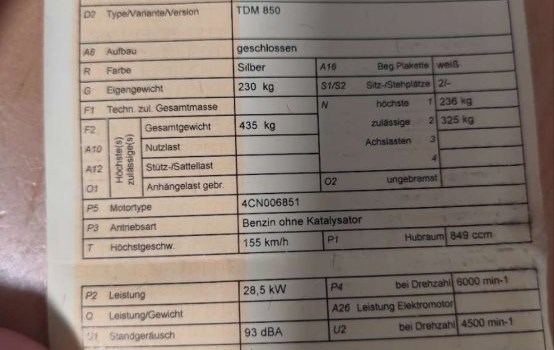 D2 Type/Variante/Version TDM 850
A8 Aufbau geschlossen
R Farbe Silber A16 Beg Plakette weiß
G Eigengewicht 230 kg S1/S2 Sitz-/Stehplätze 2/-
F1 Techn. zul. Gesamtmasse N höchste 1 236 kg
F2 Höchste(s) zulässige(s) Gesamtgewicht 435 kg zulässige 2 325 kg
A10 Nutzlast Achslasten 3
A12 Stütz-/Sattellast 4
O1 Anhängelast gebr. O2 ungebremst
P5 Motortype 4CN006851
P3 Antriebsart Benzin ohne Katalysator
T Höchstgeschw. 155 km/h P1 Hubraum 849 ccm
P2 Leistung 28,5 kW P4 bei Drehzahl 6000 min-1
Q Leistung/Gewicht A26 Leistung Elektromotor
U1 Standgeräusch 93 dBA U2 bei Drehzahl 4500 min-1